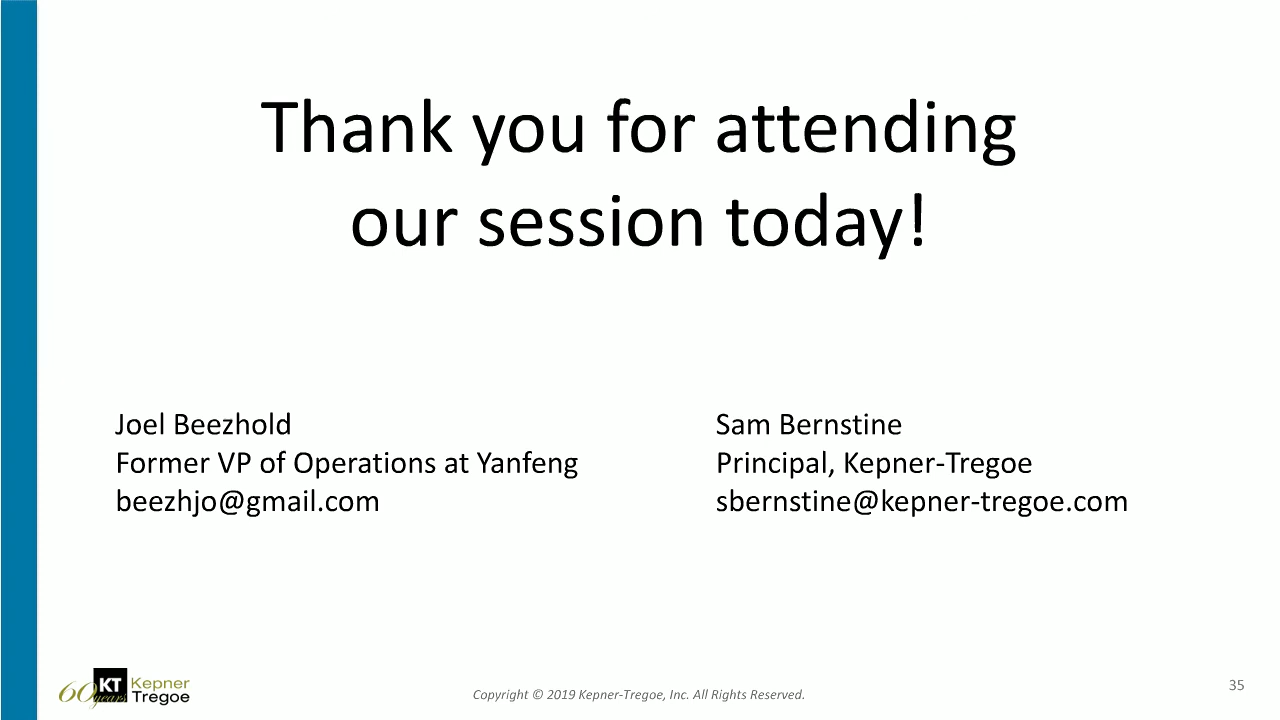 Thank you for attending
our session today!
Joel Beezhold
Former VP of Operations at Yanfeng
beezhjo@gmail.com
Sam Bernstine
Principal, Kepner-Tregoe
sbernstine@kepner-tregoe.com
60 years KT Kepner
Tregoe
Copyright © 2019 Kepner-Tregoe, Inc. All Rights Reserved.
35